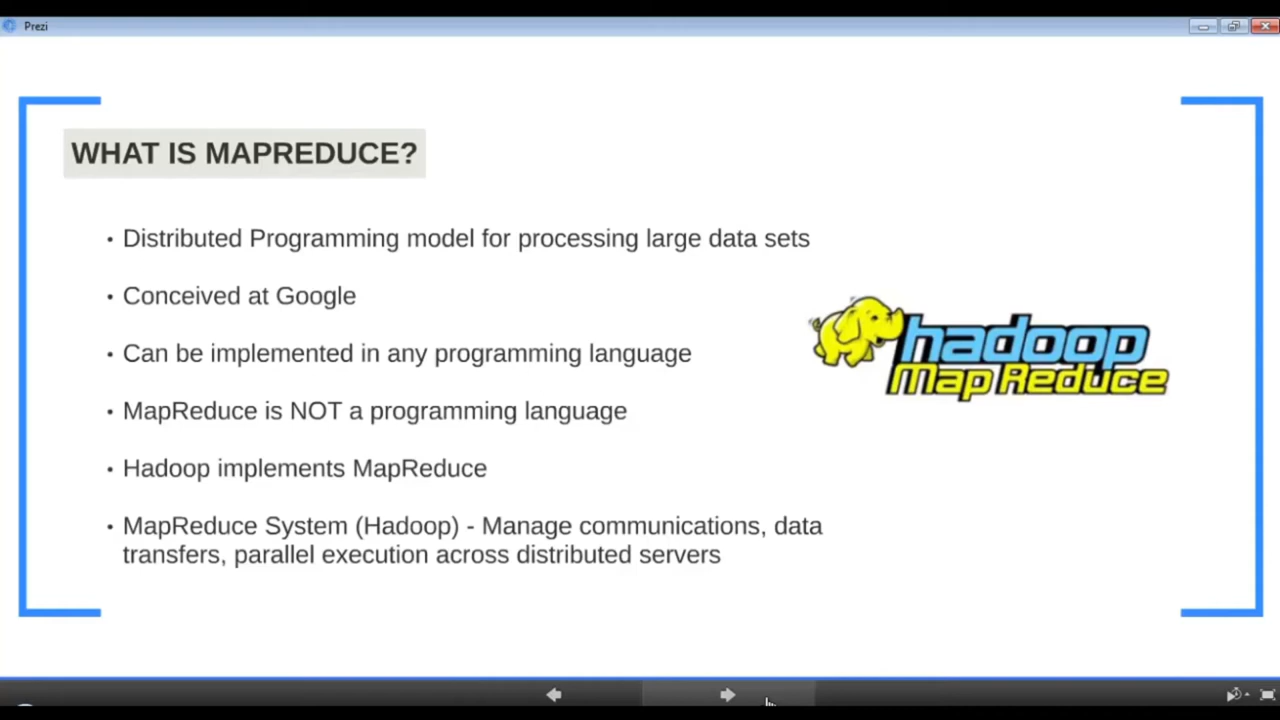 Prezi
WHAT IS MAPREDUCE?
• Distributed Programming model for processing large data sets
• Conceived at Google
• Can be implemented in any programming language
• MapReduce is NOT a programming language
• Hadoop implements MapReduce
• MapReduce System (Hadoop) - Manage communications, data
transfers, parallel execution across distributed servers
hadoop
Map Reduce